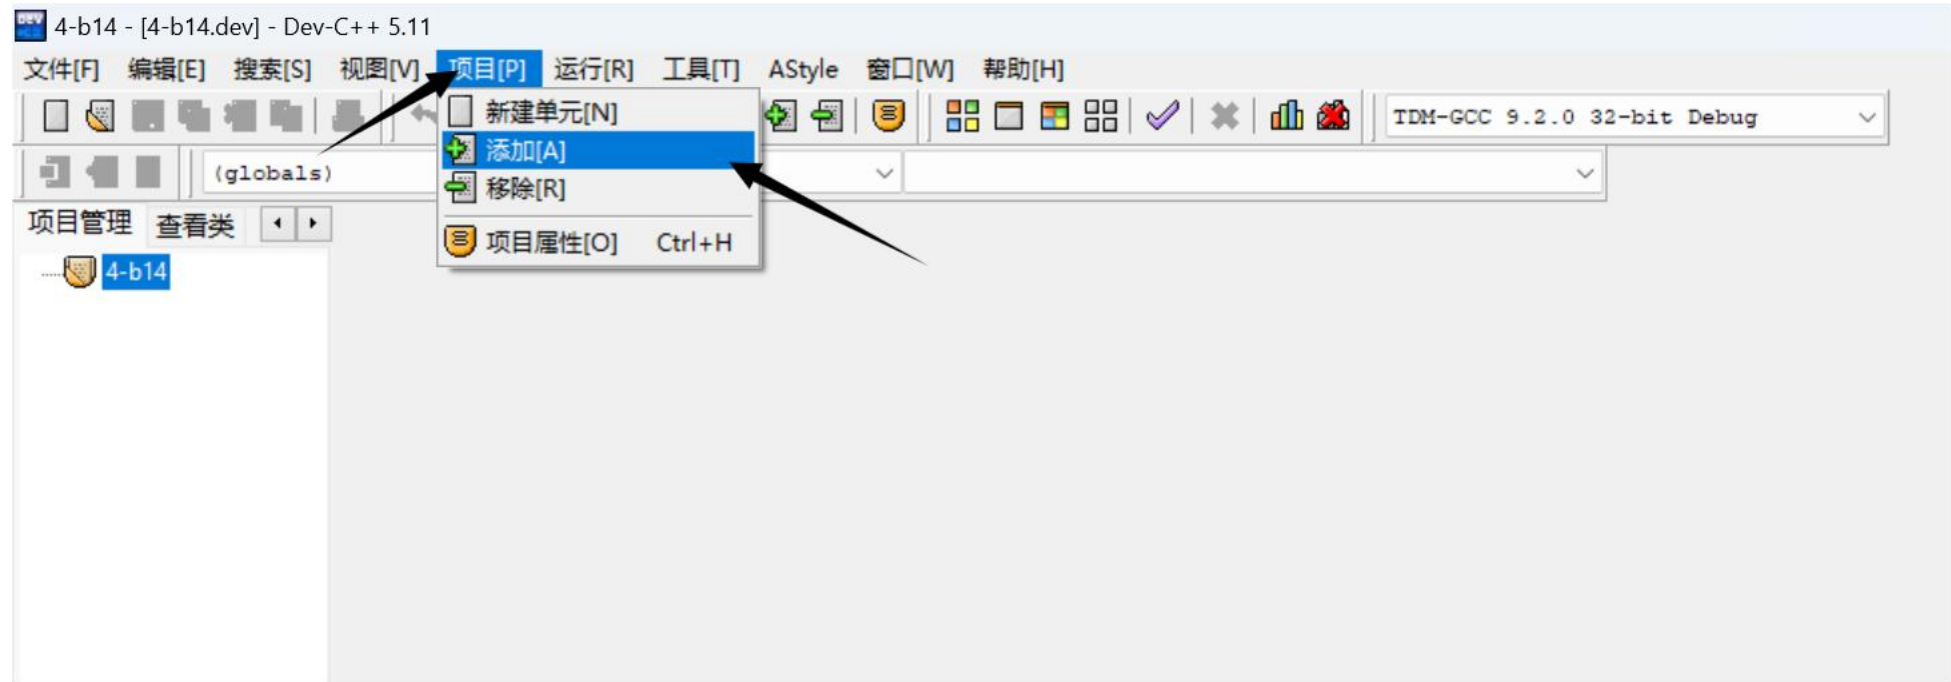 4-b14 - [4-b14.dev] - Dev-C++ 5.11
文件[F] 编辑[E] 搜索[S] 视图[V] 项目[P] 运行[R] 工具[T] AStyle 窗口[W] 帮助[H]
新建单元[N]
TDM-GCC 9.2.0 32-bit Debug
添加[A]
(globals)
移除[R]
项目管理 查看类
项目属性[O] Ctrl+H
4-b14